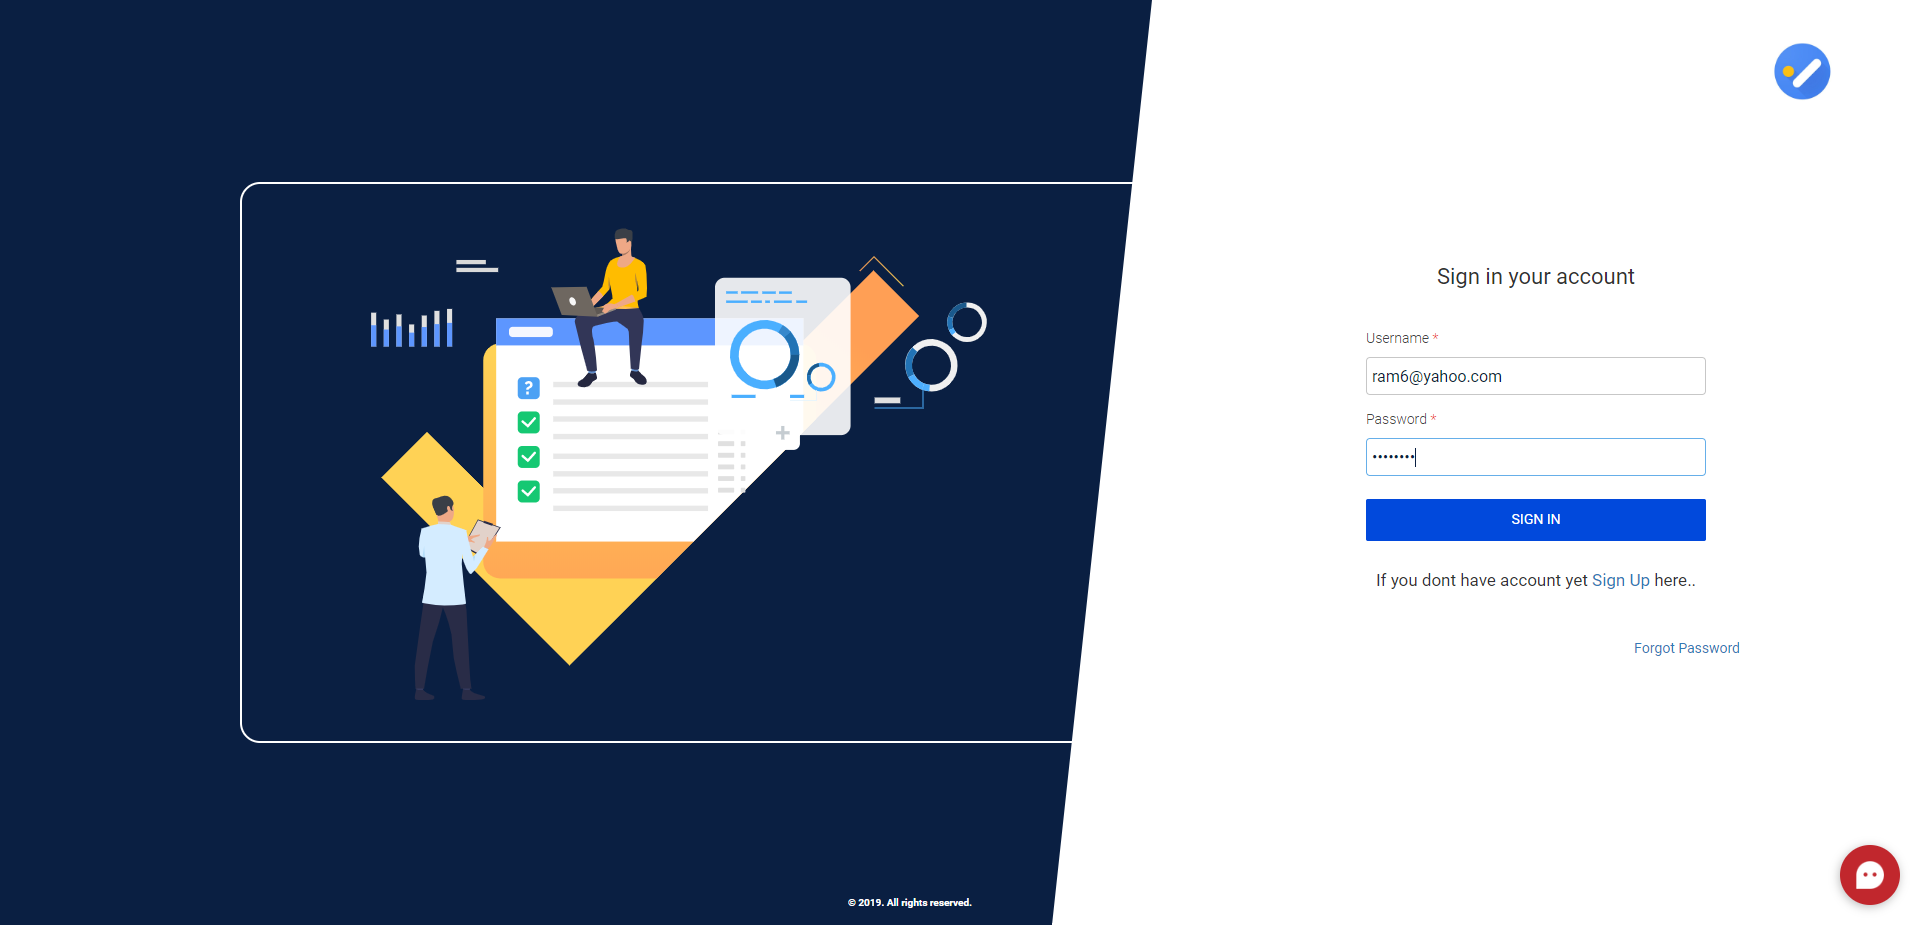 Sign in your account
Username *
ram6@yahoo.com
Password *
••••••••
SIGN IN
If you dont have account yet Sign Up here..
Forgot Password
?
© 2019. All rights reserved.